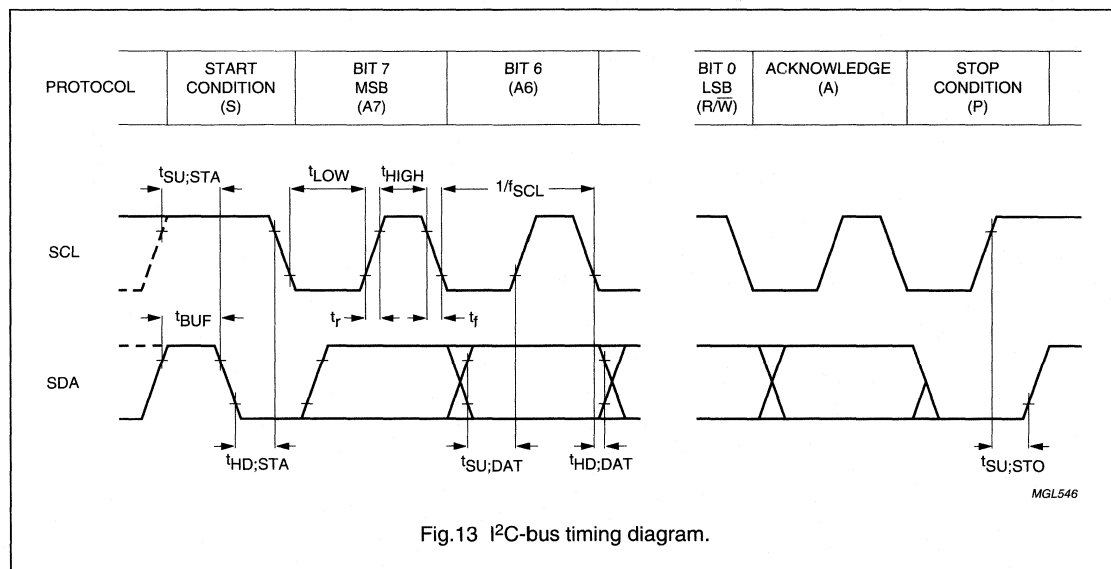 PROTOCOL
START
CONDITION
(S)
BIT 7
MSB
(A7)
BIT 6
(A6)
BIT 0
LSB
(R/W̅)
ACKNOWLEDGE
(A)
STOP
CONDITION
(P)
tSU;STA
tLOW
tHIGH
1/fSCL
SCL
tBUF
tr
tf
SDA
tHD;STA
tSU;DAT
tHD;DAT
tSU;STO
MGL546
Fig.13 I²C-bus timing diagram.